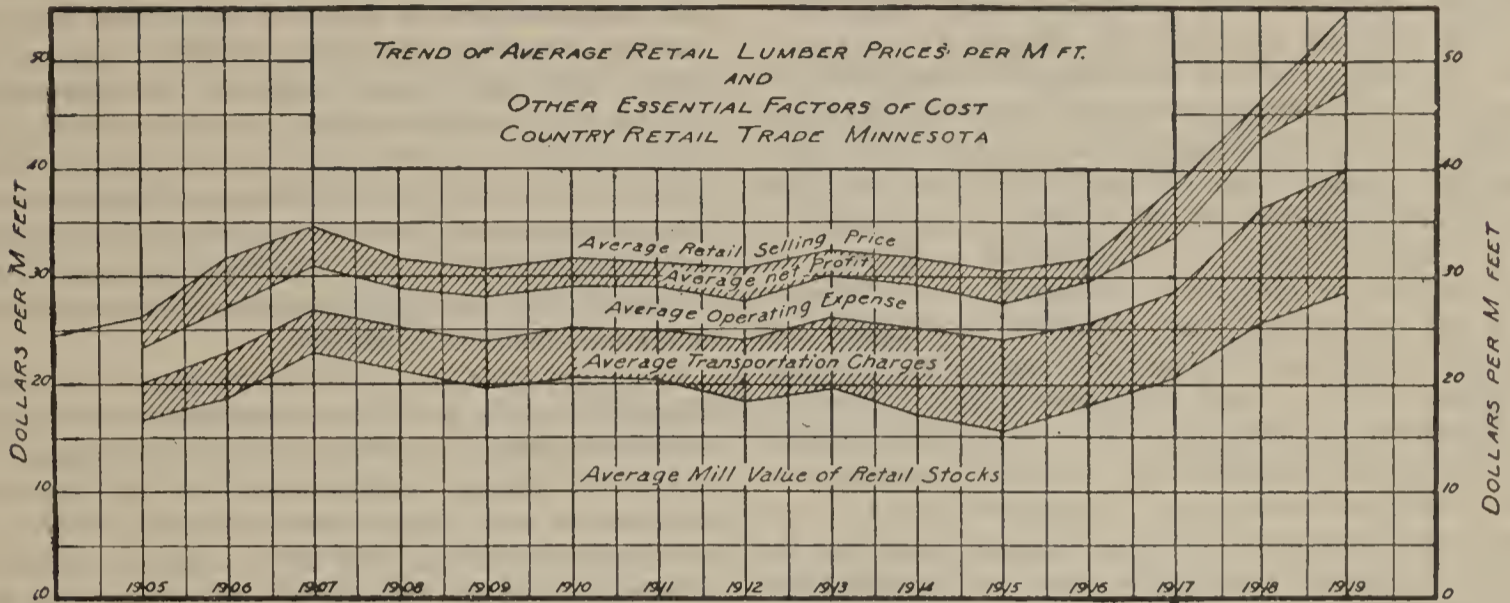 TREND OF AVERAGE RETAIL LUMBER PRICES PER M FT.
AND
OTHER ESSENTIAL FACTORS OF COST
COUNTRY RETAIL TRADE MINNESOTA
DOLLARS PER M FEET
50
40
30
20
10
0
Average Retail Selling Price
Average net Profit
Average Operating Expense
Average Transportation Charges
Average Mill Value of Retail Stocks
1905 1906 1907 1908 1909 1910 1911 1912 1913 1914 1915 1916 1917 1918 1919
50
40
30
20
10
0
DOLLARS PER M FEET